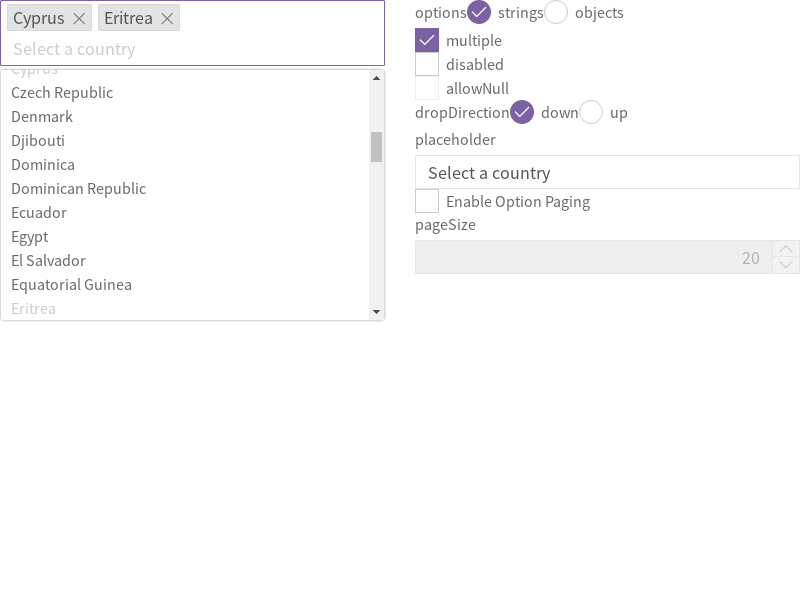 Cyprus Eritrea
Select a country
Cyprus
Czech Republic
Denmark
Djibouti
Dominica
Dominican Republic
Ecuador
Egypt
El Salvador
Equatorial Guinea
Eritrea
options strings objects
multiple
disabled
allowNull
dropDirection down up
placeholder
Select a country
Enable Option Paging
pageSize
20